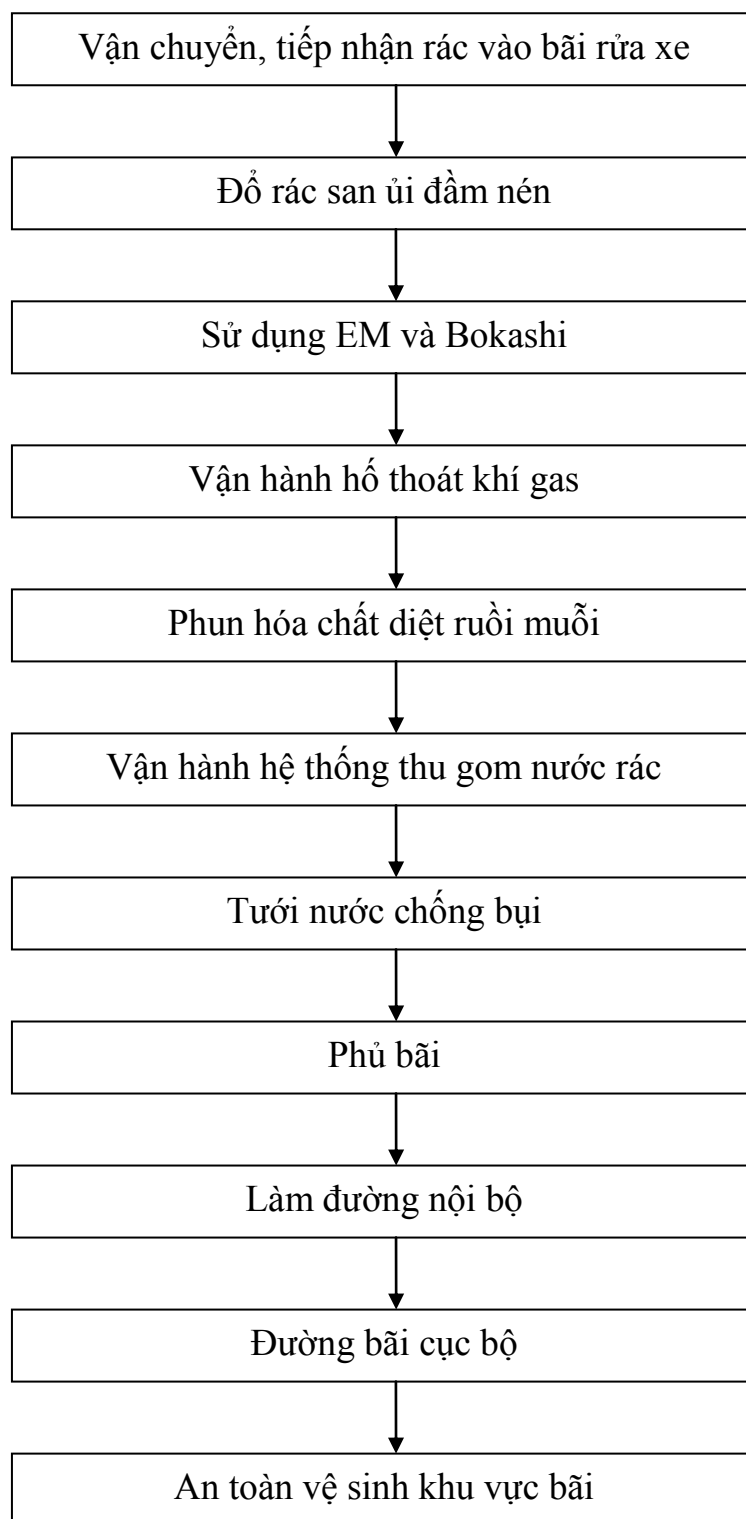 Vận chuyển, tiếp nhận rác vào bãi rửa xe
Đổ rác san ủi đầm nén
Sử dụng EM và Bokashi
Vận hành hố thoát khí gas
Phun hóa chất diệt ruồi muỗi
Vận hành hệ thống thu gom nước rác
Tưới nước chống bụi
Phủ bãi
Làm đường nội bộ
Đường bãi cục bộ
An toàn vệ sinh khu vực bãi